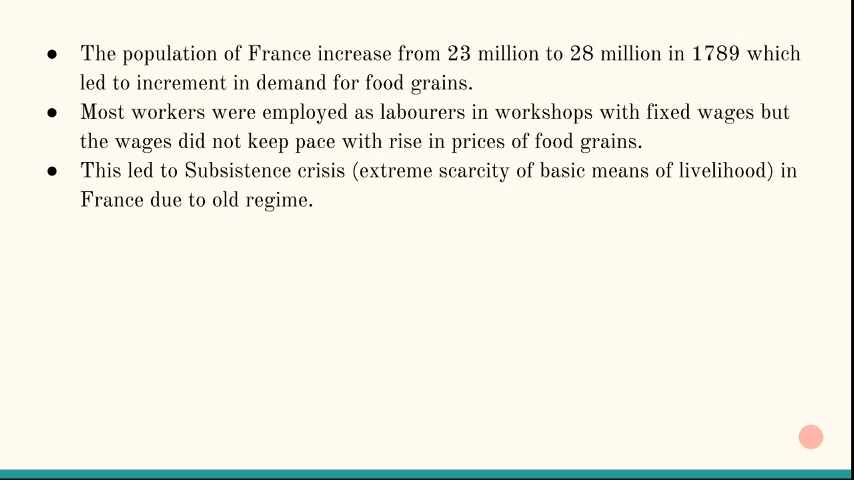 ● The population of France increase from 23 million to 28 million in 1789 which
led to increment in demand for food grains.
● Most workers were employed as labourers in workshops with fixed wages but
the wages did not keep pace with rise in prices of food grains.
● This led to Subsistence crisis (extreme scarcity of basic means of livelihood) in
France due to old regime.